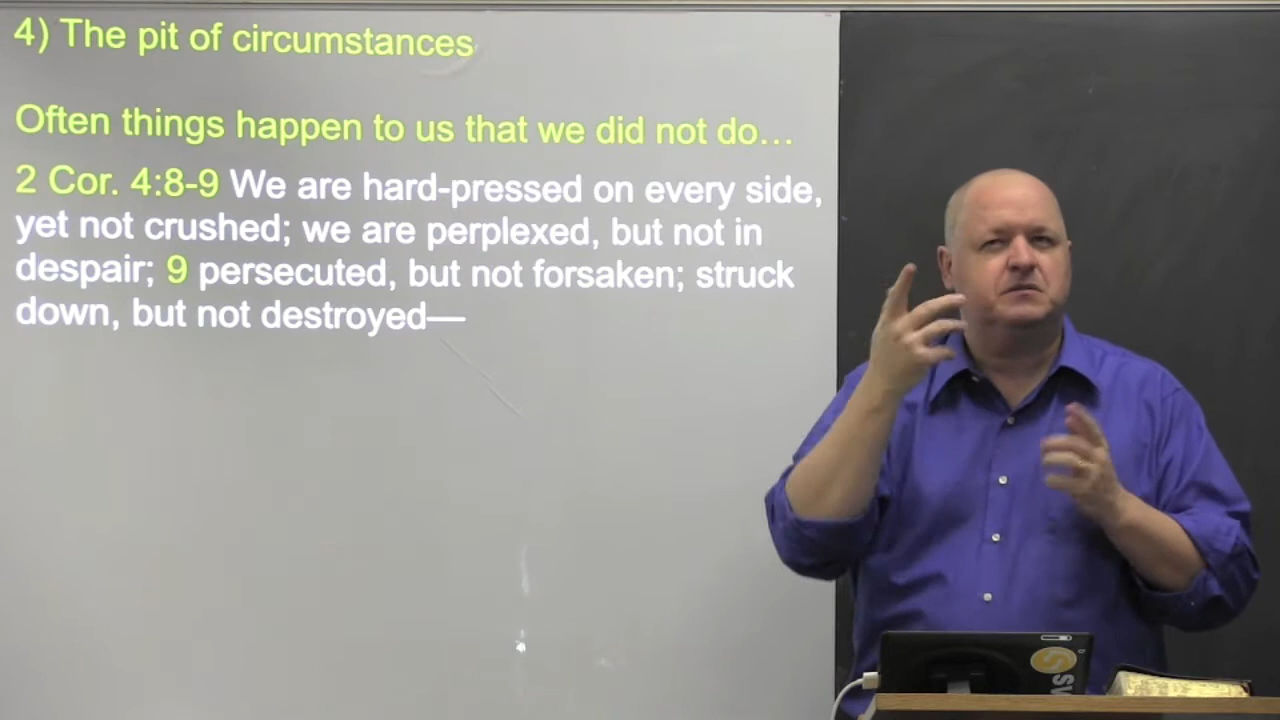 4) The pit of circumstances
Often things happen to us that we did not do…
2 Cor. 4:8-9 We are hard-pressed on every side,
yet not crushed; we are perplexed, but not in
despair; 9 persecuted, but not forsaken; struck
down, but not destroyed—